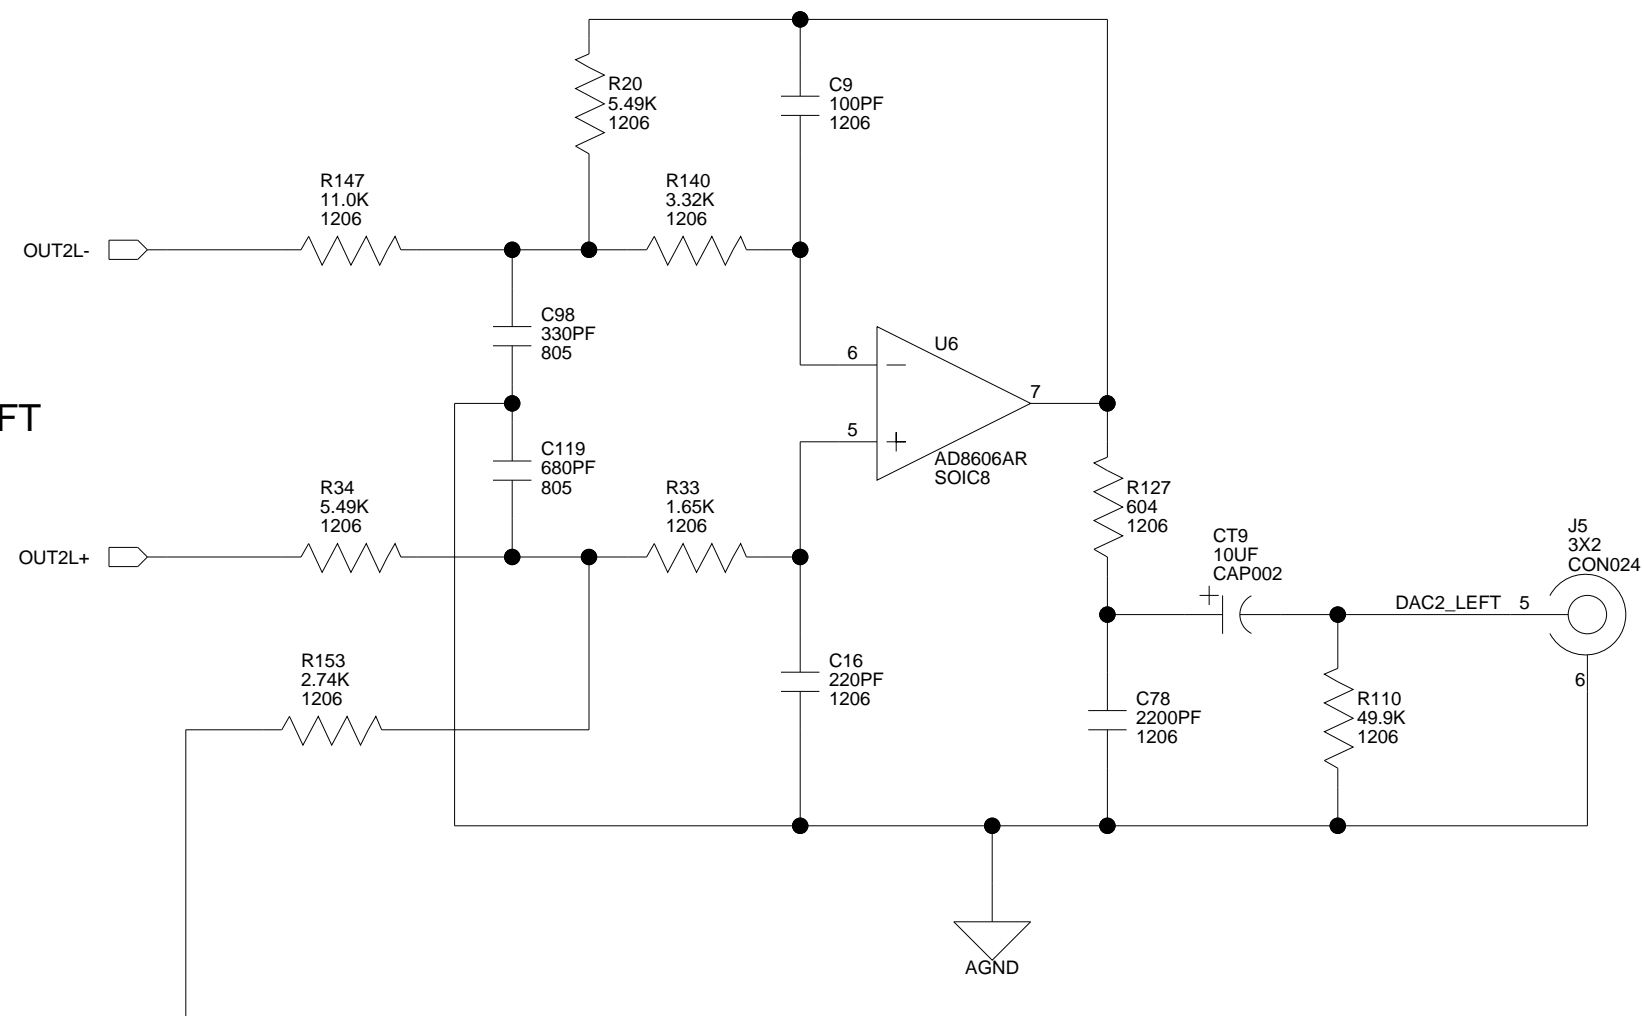 R20
5.49K
1206
C9
100PF
1206
R147
11.0K
1206
R140
3.32K
1206
OUT2L-
C98
330PF
805
6
U6
7
FT
5
C119
680PF
805
AD8606AR
SOIC8
R34
5.49K
1206
R33
1.65K
1206
R127
604
1206
OUT2L+
J5
3X2
CON024
CT9
10UF
CAP002
+
DAC2_LEFT 5
R153
2.74K
1206
C16
220PF
1206
6
C78
2200PF
1206
R110
49.9K
1206
AGND